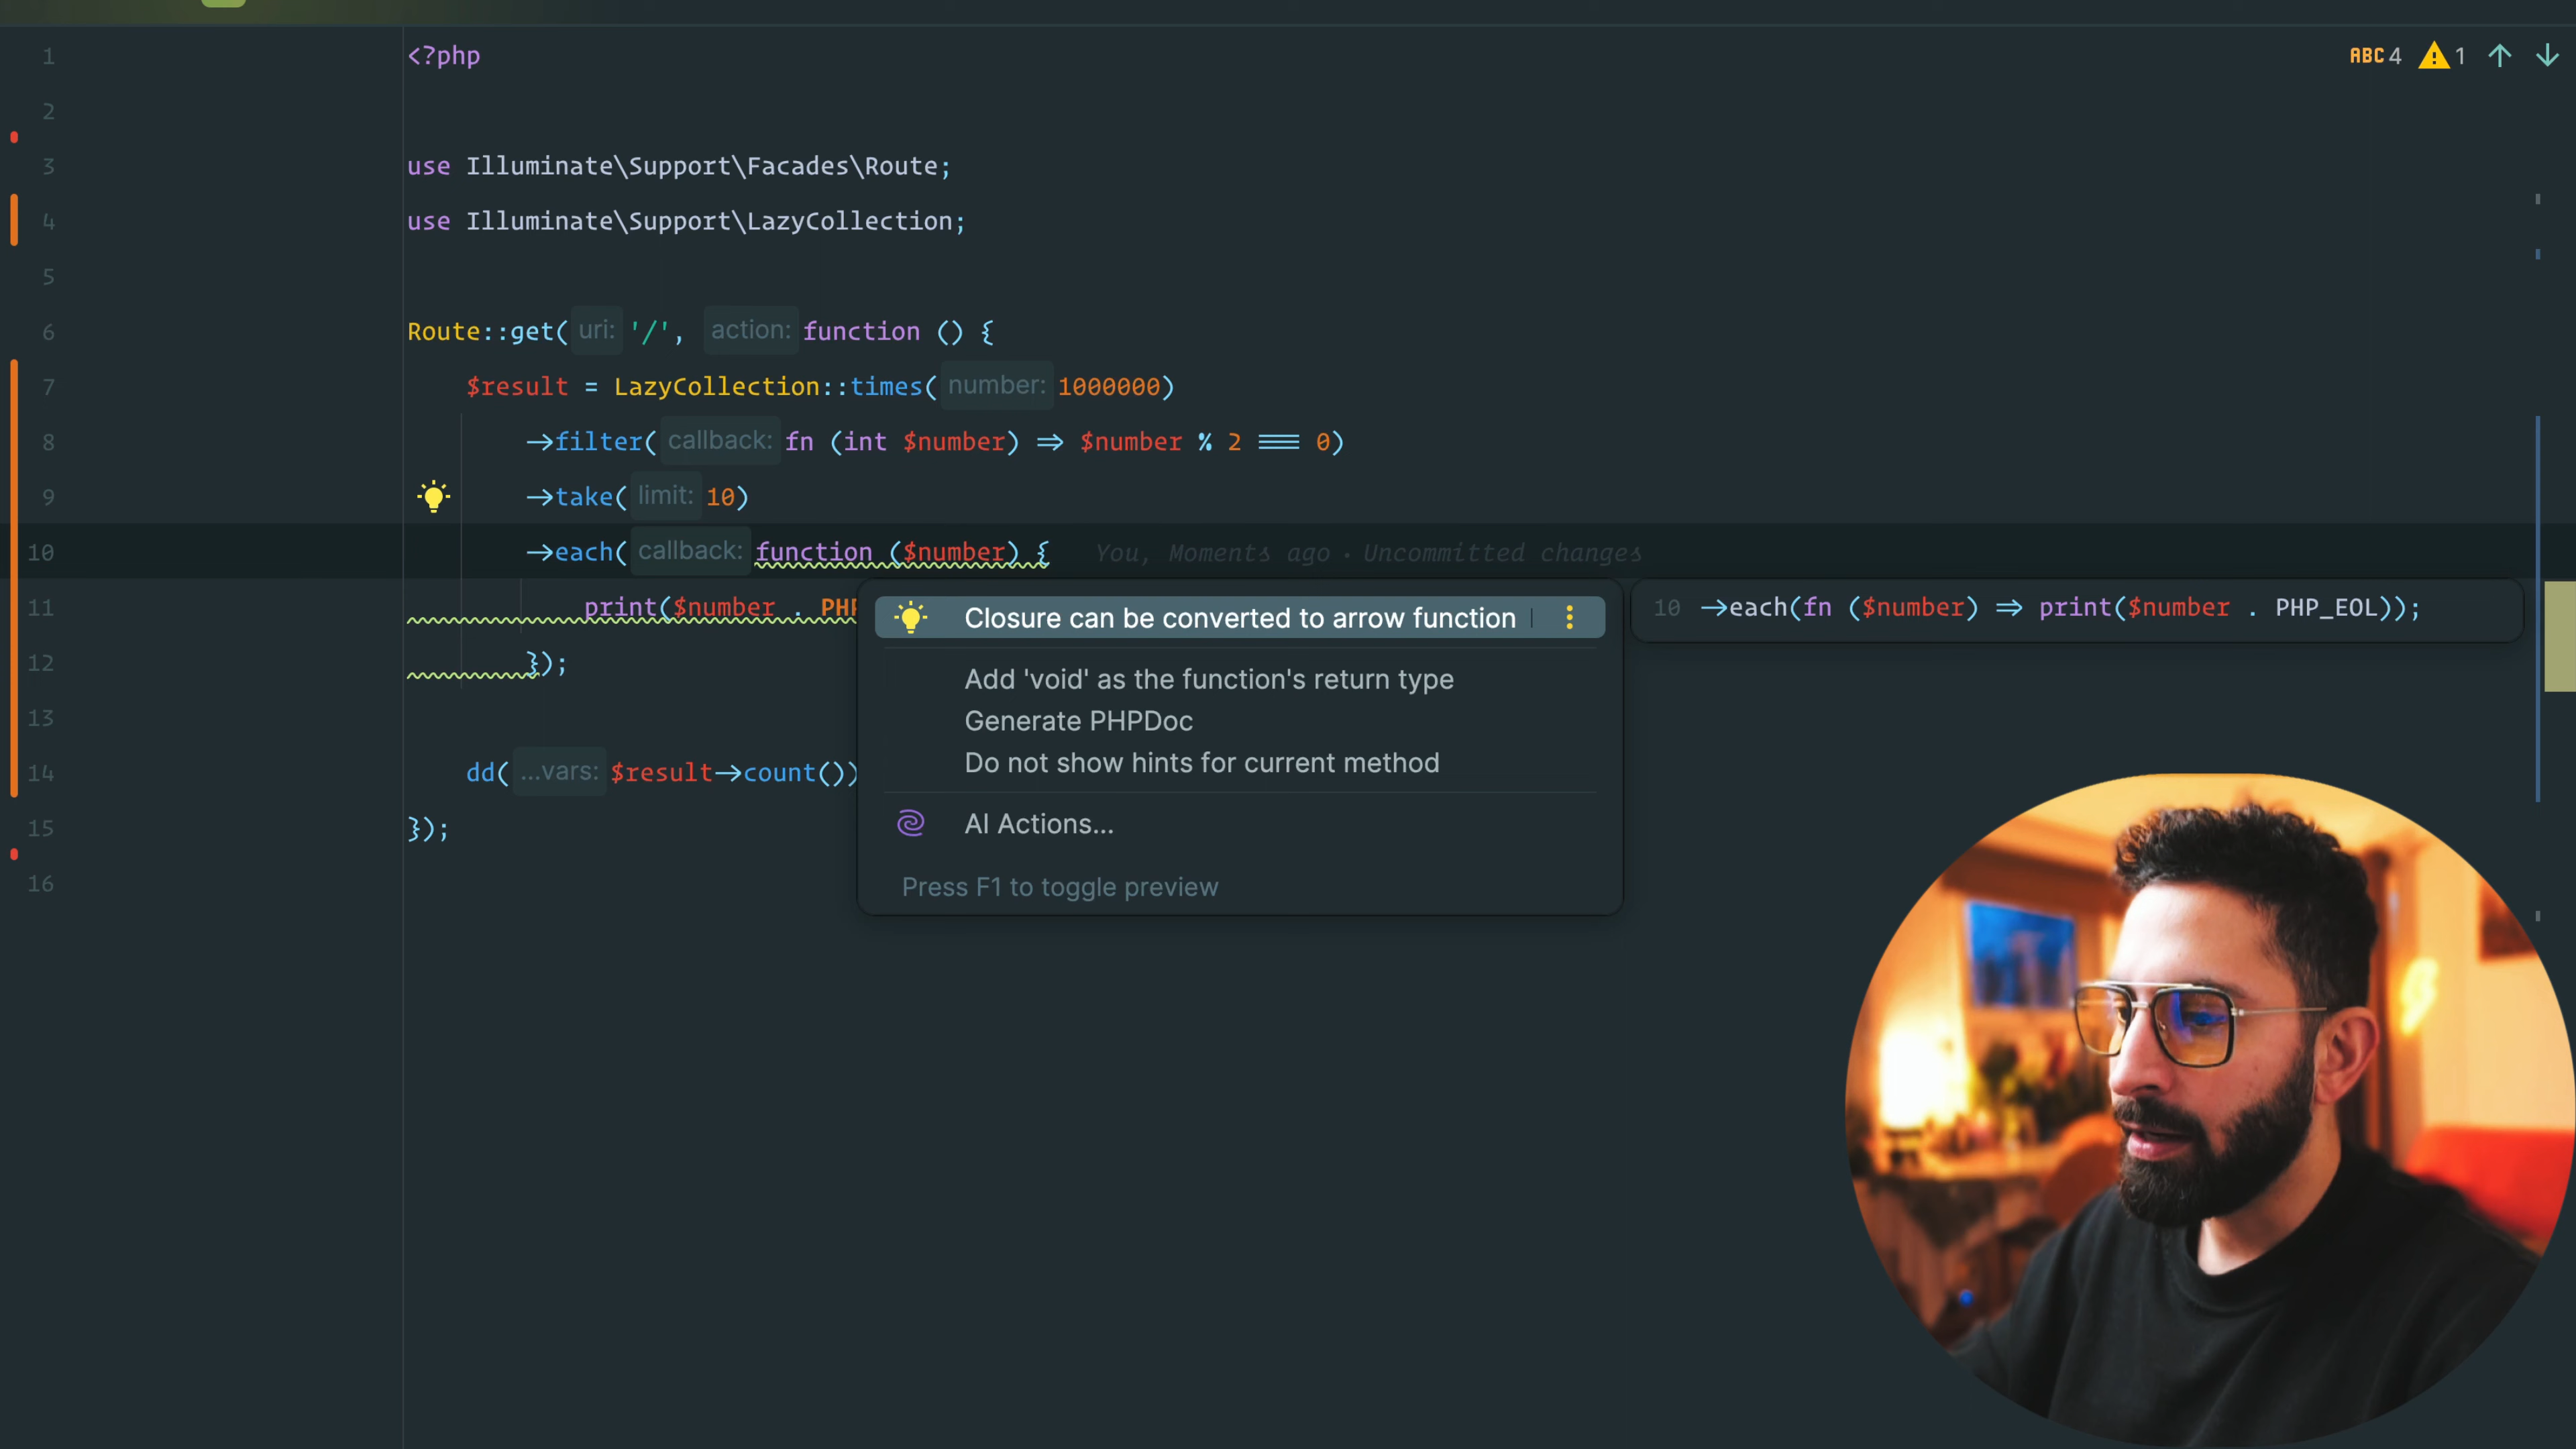 ABC 4 1
1 <?php
2
3 use Illuminate\Support\Facades\Route;
4 use Illuminate\Support\LazyCollection;
5
6 Route::get( uri: '/', action: function () {
7 $result = LazyCollection::times( number: 1000000)
8 ->filter( callback: fn (int $number) => $number % 2 === 0)
9 ->take( limit: 10)
10 ->each( callback: function ($number) { You, Moments ago · Uncommitted changes
11 print($number . PHP
Closure can be converted to arrow function
10 ->each(fn ($number) => print($number . PHP_EOL));
12 });
Add 'void' as the function's return type
13
Generate PHPDoc
Do not show hints for current method
14 dd( ...vars: $result->count())
15 });
AI Actions...
16
Press F1 to toggle preview